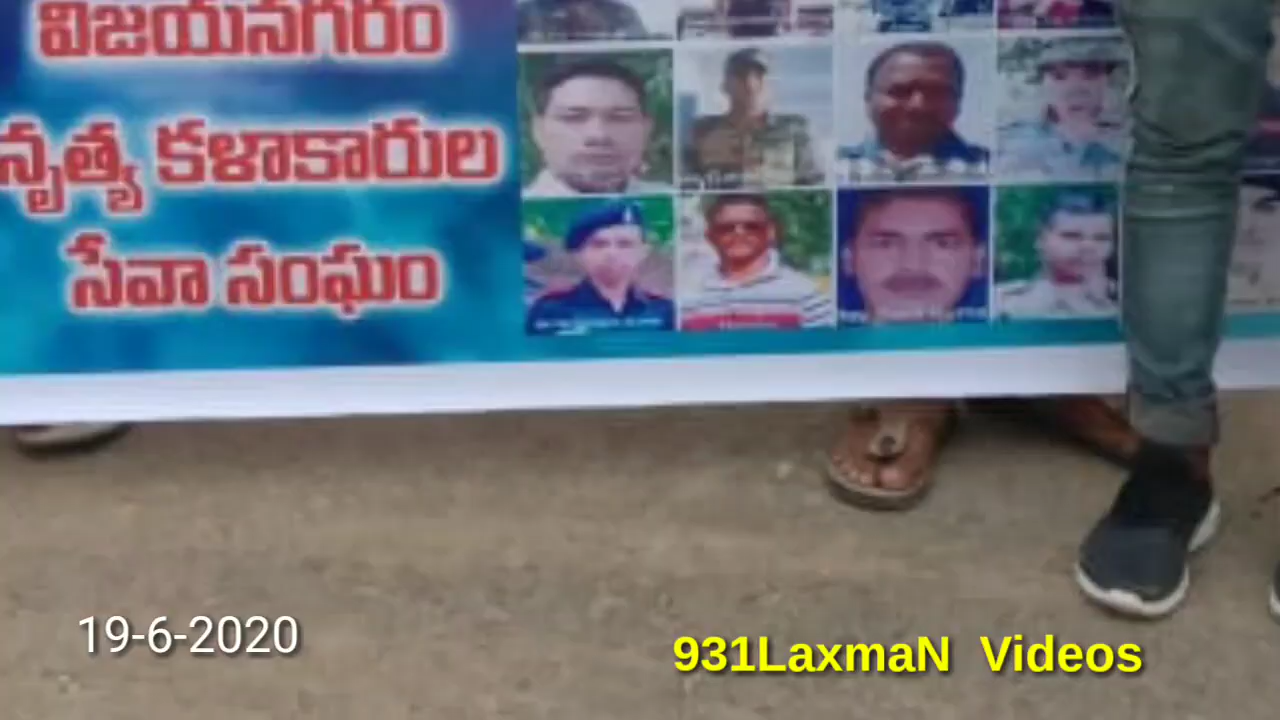 విజయనగరం
నృత్య కళాకారుల
సేవా సంఘం
19-6-2020
931LaxmaN Videos